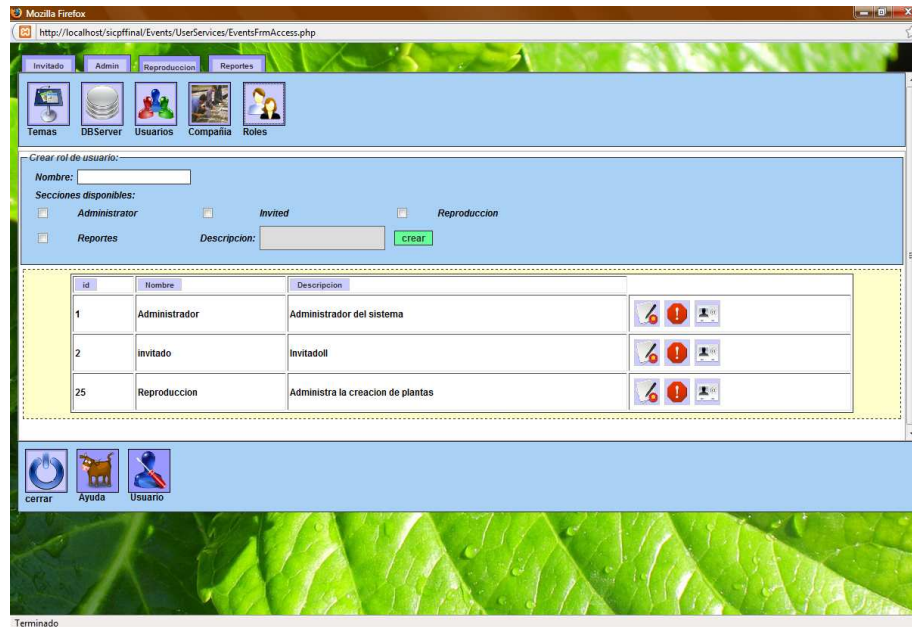 Mozilla Firefox
http://localhost/sicpffinal/Events/UserServices/EventsFrmAccess.php
Invitado Admin Reproduccion Reportes
Temas DBServer Usuarios Compañia Roles
Crear rol de usuario:
Nombre:
Secciones disponibles:
Administrator Invited Reproduccion
Reportes Descripcion: crear
id Nombre Descripcion
1 Administrador Administrador del sistema
2 invitado Invitadoll
25 Reproduccion Administra la creacion de plantas
cerrar Ayuda Usuario
Terminado